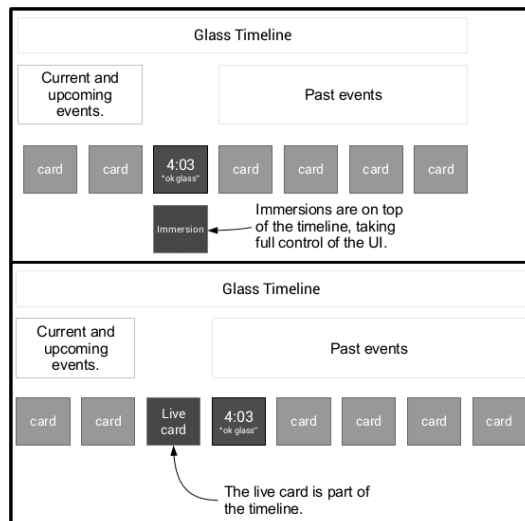 Glass Timeline
Current and
upcoming
events.
Past events
card
card
4:03
"ok glass"
card
card
card
card
Immersion
Immersions are on top
of the timeline, taking
full control of the UI.
Glass Timeline
Current and
upcoming
events.
Past events
card
card
Live
card
4:03
"ok glass"
card
card
card
card
The live card is part of
the timeline.